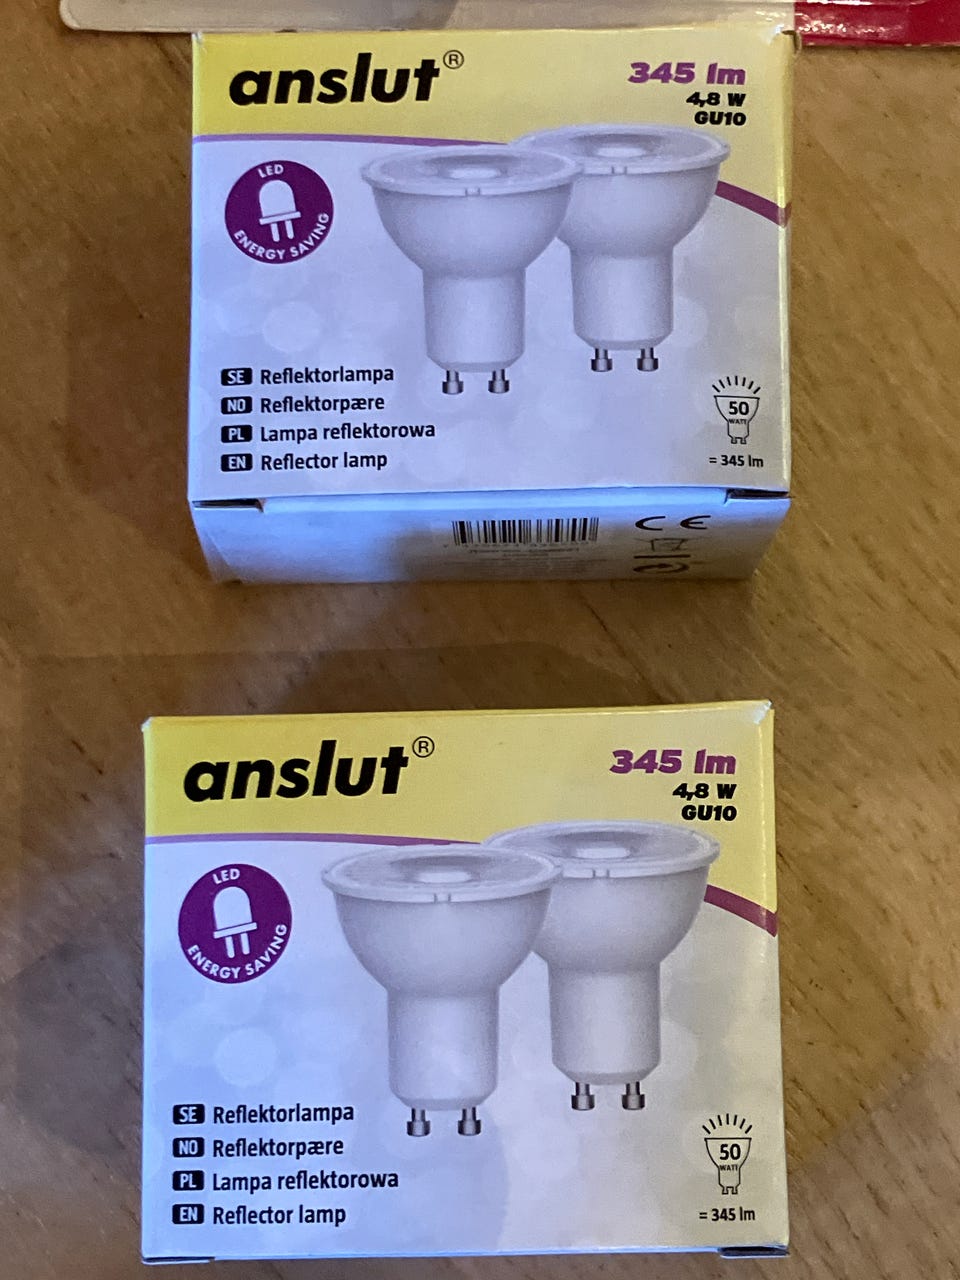 anslut®
345 lm
4,8 W
GU10
LED
ENERGY SAVING
SE Reflektorlampa
NO Reflektorpære
PL Lampa reflektorowa
EN Reflector lamp
50
WATT
= 345 lm
CE
anslut®
345 lm
4,8 W
GU10
LED
ENERGY SAVING
SE Reflektorlampa
NO Reflektorpære
PL Lampa reflektorowa
EN Reflector lamp
50
WATT
= 345 lm